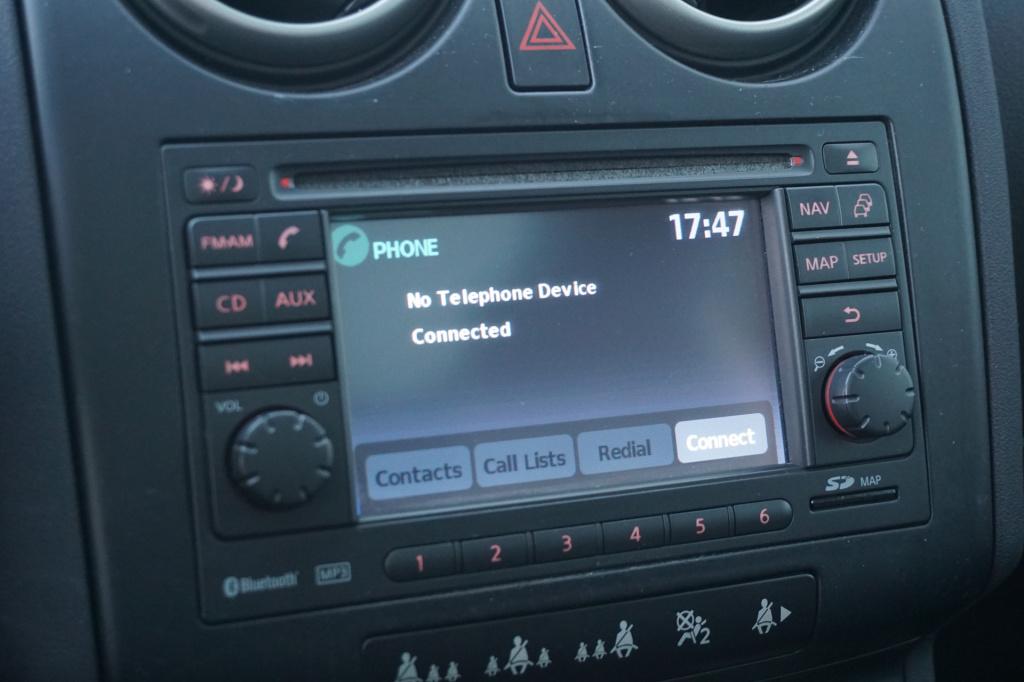 FM·AM
CD
AUX
VOL
PHONE
17:47
No Telephone Device
Connected
Contacts
Call Lists
Redial
Connect
NAV
MAP
SETUP
SD MAP
1 2 3 4 5 6
Bluetooth
MP3
2